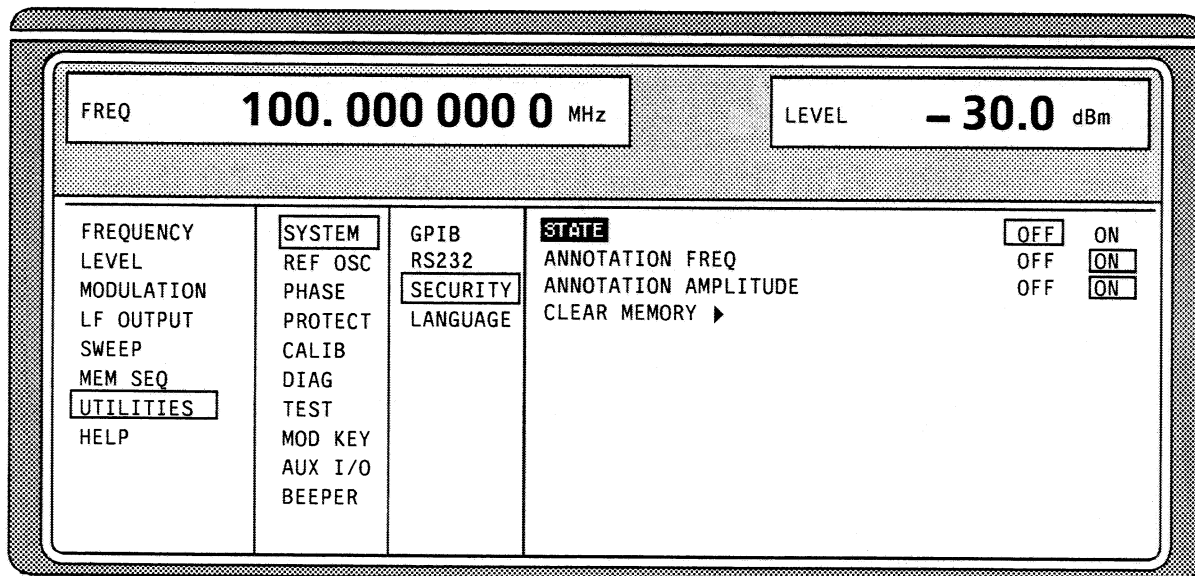 FREQ 100. 000 000 0 MHz
LEVEL – 30.0 dBm
FREQUENCY
LEVEL
MODULATION
LF OUTPUT
SWEEP
MEM SEQ
UTILITIES
HELP
SYSTEM
REF OSC
PHASE
PROTECT
CALIB
DIAG
TEST
MOD KEY
AUX I/O
BEEPER
GPIB
RS232
SECURITY
LANGUAGE
STATE OFF ON
ANNOTATION FREQ OFF ON
ANNOTATION AMPLITUDE OFF ON
CLEAR MEMORY ▶